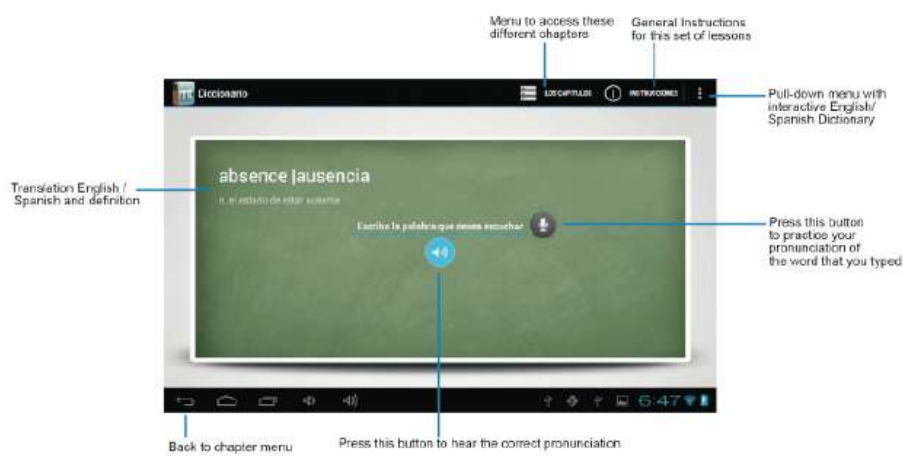 Menu to access these
different chapters
General Instructions
for this set of lessons
Diccionario
LOS CAPITULOS
INSTRUCCIONES
Pull-down menu with
interactive English/
Spanish Dictionary
absence |ausencia
n. el estado de estar ausente
Translation English /
Spanish and definition
Escriba la palabra que desea escuchar
Press this button
to practice your
pronunciation of
the word that you typed
6:47
Back to chapter menu
Press this button to hear the correct pronunciation